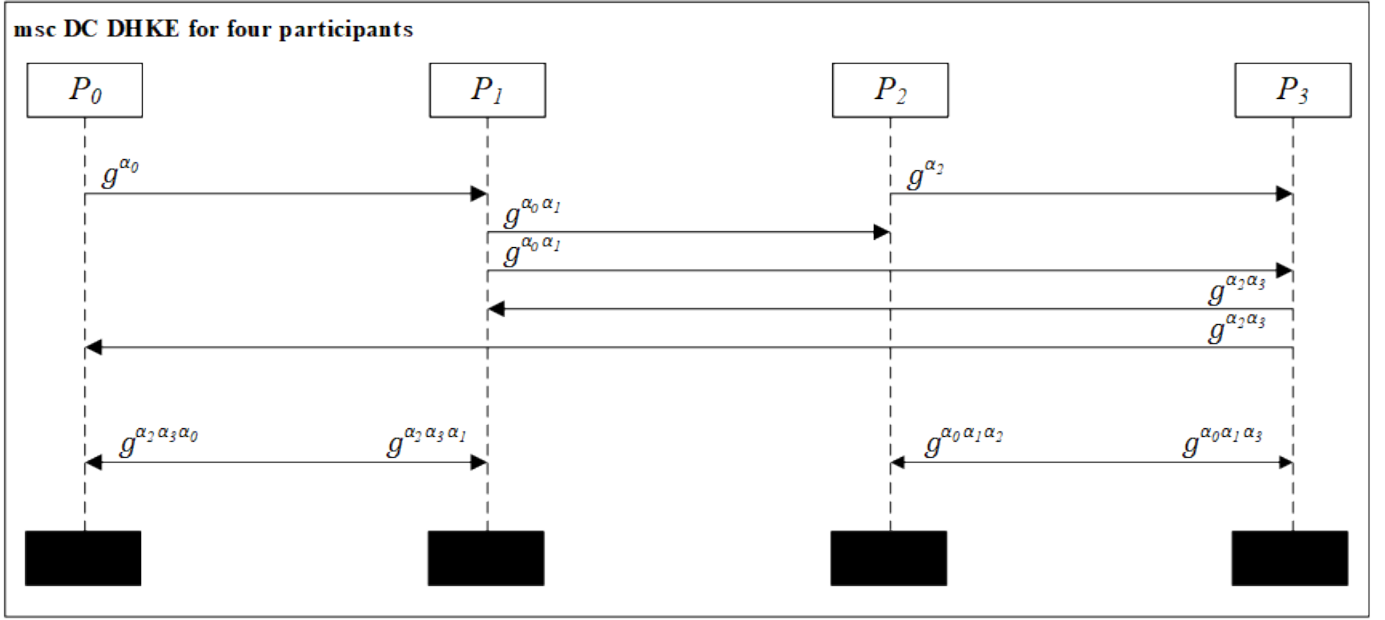 msc DC DHKE for four participants
P₀ P₁ P₂ P₃
g^{α₀} g^{α₂}
g^{α₀α₁}
g^{α₀α₁}
g^{α₂α₃}
g^{α₂α₃}
g^{α₂α₃α₀} g^{α₂α₃α₁} g^{α₀α₁α₂} g^{α₀α₁α₃}